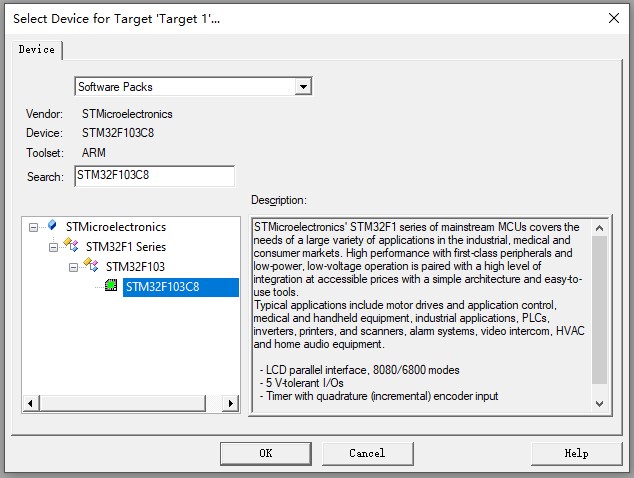 Select Device for Target 'Target 1'...
Device
Software Packs
Vendor: STMicroelectronics
Device: STM32F103C8
Toolset: ARM
Search: STM32F103C8
Description:
STMicroelectronics
STM32F1 Series
STM32F103
STM32F103C8
STMicroelectronics' STM32F1 series of mainstream MCUs covers the
needs of a large variety of applications in the industrial, medical and
consumer markets. High performance with first-class peripherals and
low-power, low-voltage operation is paired with a high level of
integration at accessible prices with a simple architecture and easy-to-
use tools.
Typical applications include motor drives and application control,
medical and handheld equipment, industrial applications, PLCs,
inverters, printers, and scanners, alarm systems, video intercom, HVAC
and home audio equipment.
- LCD parallel interface, 8080/6800 modes
- 5 V-tolerant I/Os
- Timer with quadrature (incremental) encoder input
OK
Cancel
Help